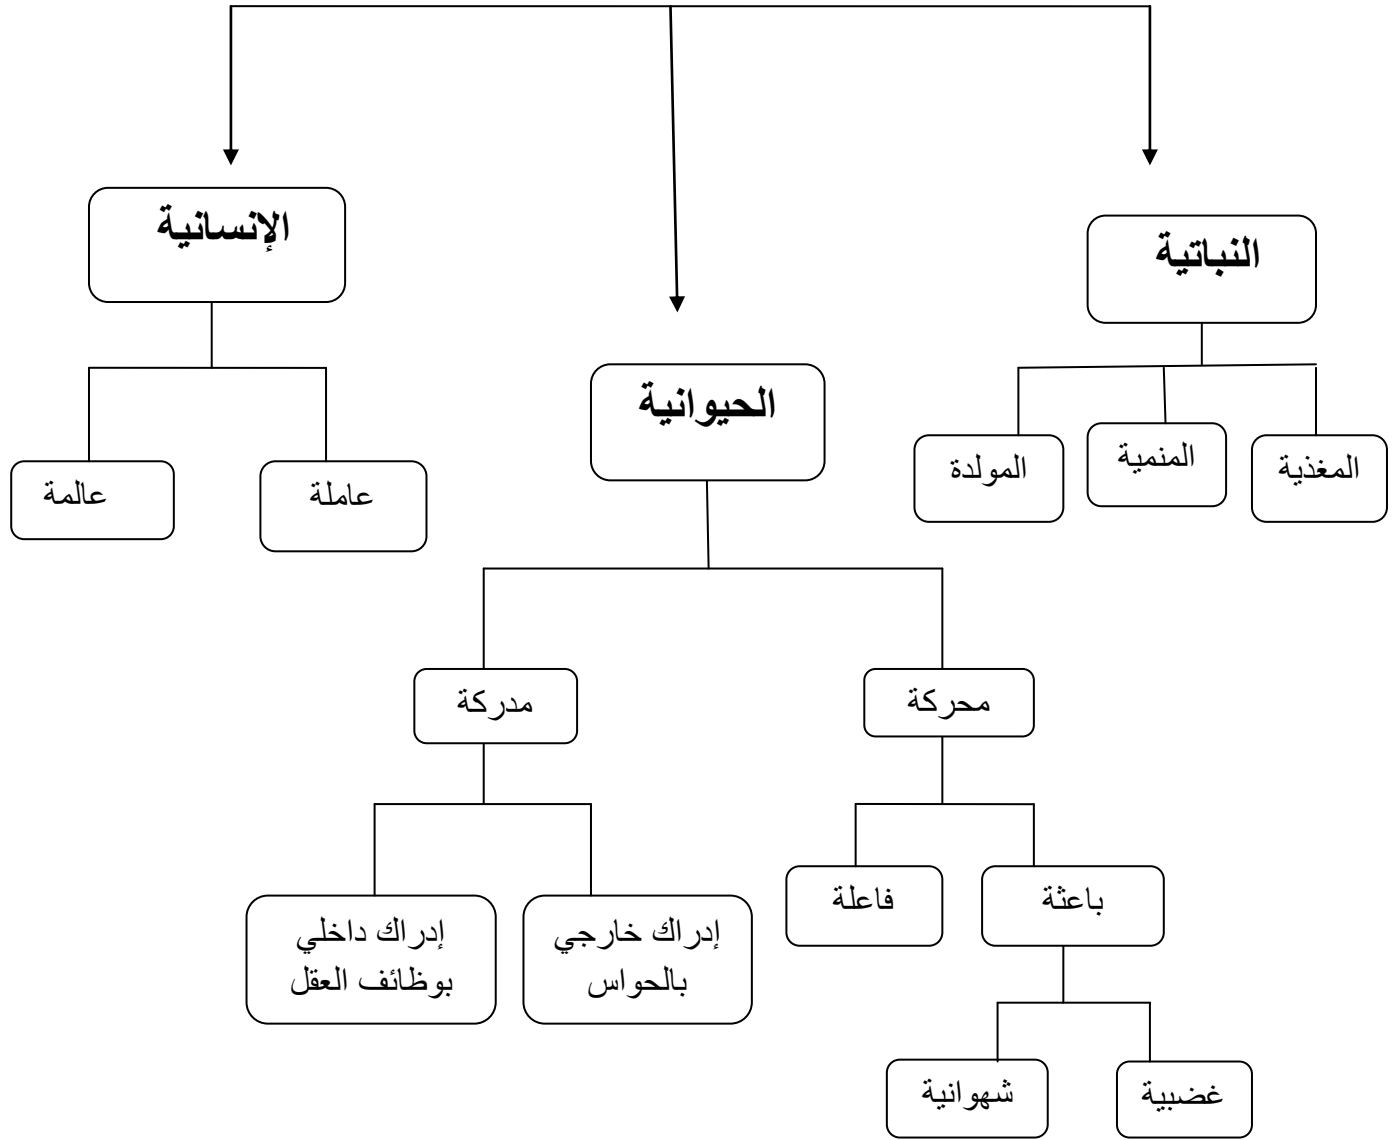 الإنسانية
النباتية
الحيوانية
المغذية
المنمية
المولدة
عاملة
عالمة
محركة
مدركة
باعثة
فاعلة
إدراك خارجي
بالحواس
إدراك داخلي
بوظائف العقل
غضبية
شهوانية